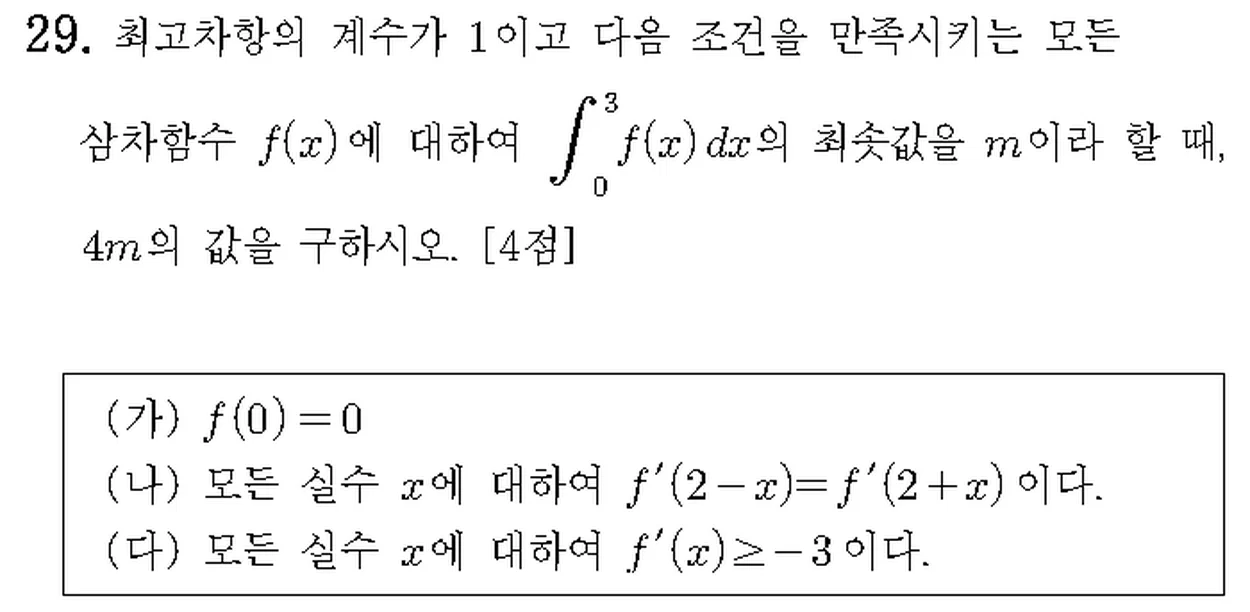 29. 최고차항의 계수가 1이고 다음 조건을 만족시키는 모든
삼차함수 f(x)에 대하여 ∫₀³ f(x)dx의 최솟값을 m이라 할 때,
4m의 값을 구하시오. [4점]
(가) f(0)=0
(나) 모든 실수 x에 대하여 f′(2-x)=f′(2+x)이다.
(다) 모든 실수 x에 대하여 f′(x)≥-3이다.